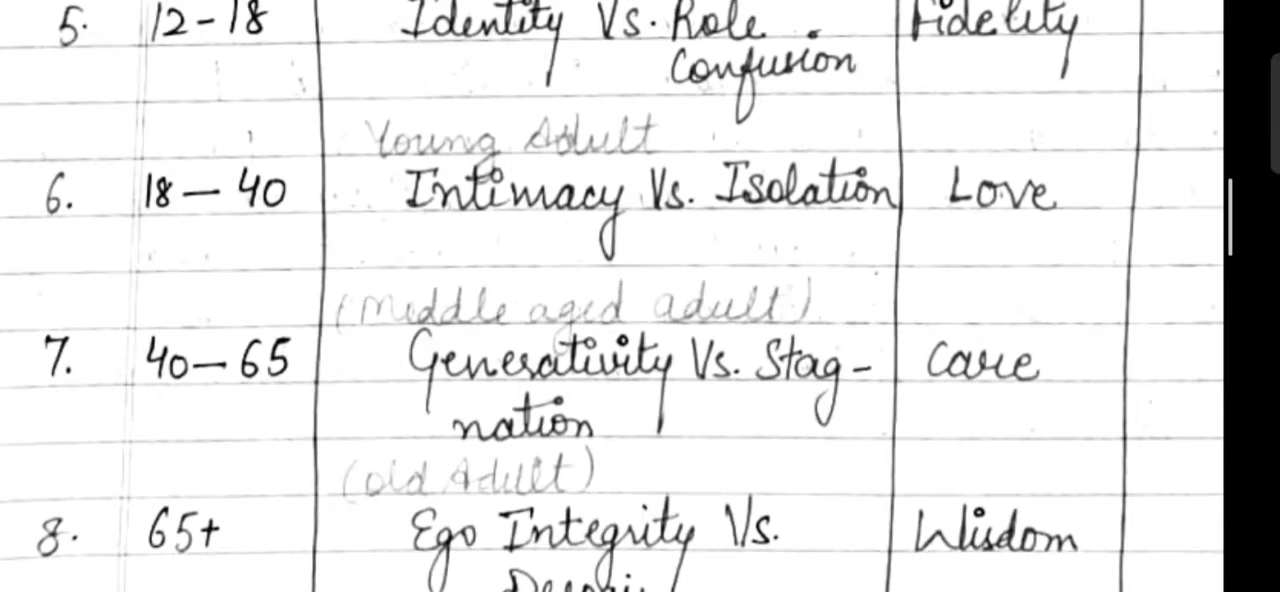 5. 12-18 Identity Vs. Role Fidelity
Confusion
Young Adult
6. 18 — 40 Intimacy Vs. Isolation Love
(Middle aged adult)
7. 40 — 65 Generativity Vs. Stag- Care
nation
(old Adult)
8. 65+ Ego Integrity Vs. Wisdom